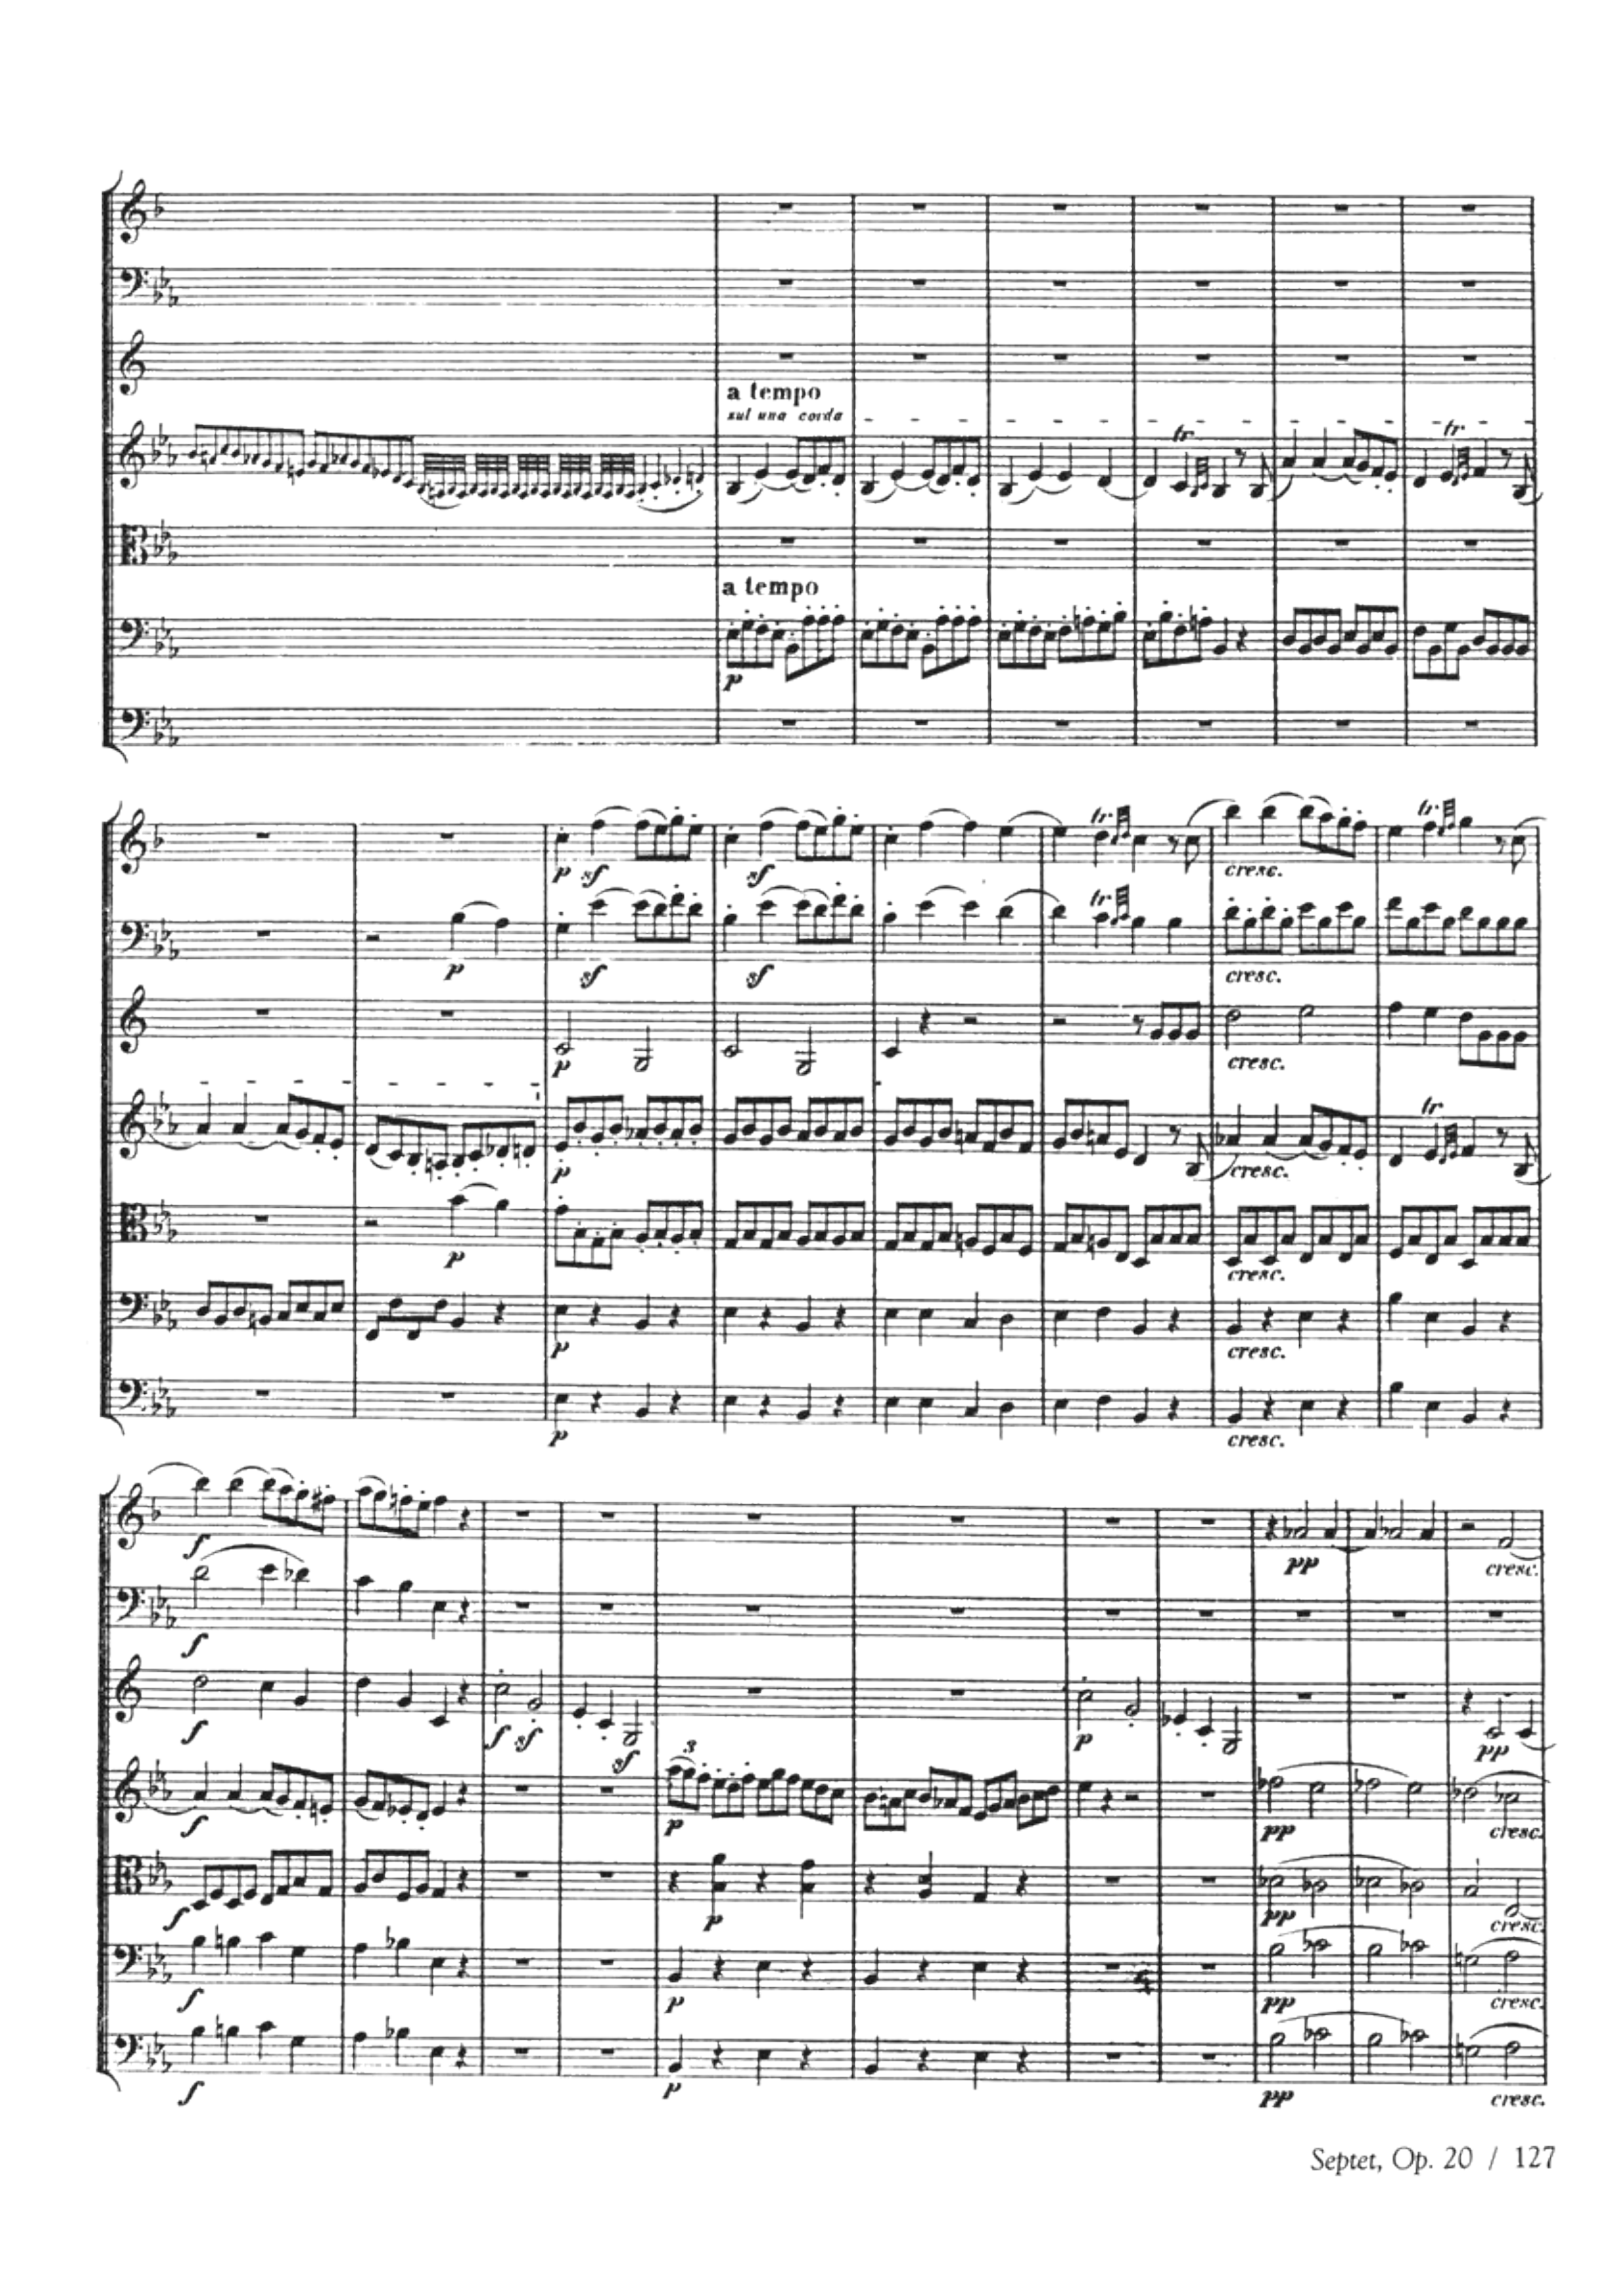 a tempo
sul una corda
tr tr
a tempo
p
tr tr
p sf sf cresc.
tr
p sf sf cresc.
p cresc.
tr
p cresc.
p cresc.
p cresc.
p cresc.
f pp cresc.
f
f f sf sf p pp
3
f p pp cresc.
f p pp cresc.
f p pp cresc.
f p pp cresc.
Septet, Op. 20 / 127